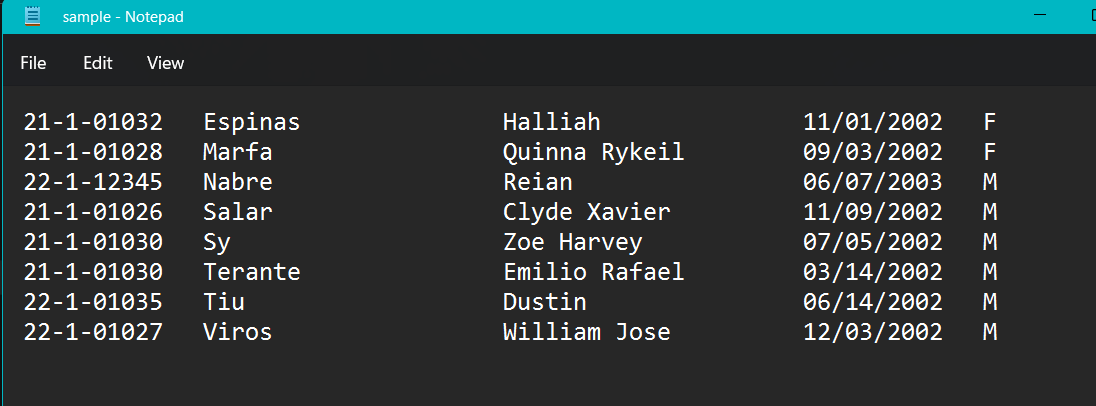 sample - Notepad
File Edit View
21-1-01032 Espinas Halliah 11/01/2002 F
21-1-01028 Marfa Quinna Rykeil 09/03/2002 F
22-1-12345 Nabre Reian 06/07/2003 M
21-1-01026 Salar Clyde Xavier 11/09/2002 M
21-1-01030 Sy Zoe Harvey 07/05/2002 M
21-1-01030 Terante Emilio Rafael 03/14/2002 M
22-1-01035 Tiu Dustin 06/14/2002 M
22-1-01027 Viros William Jose 12/03/2002 M